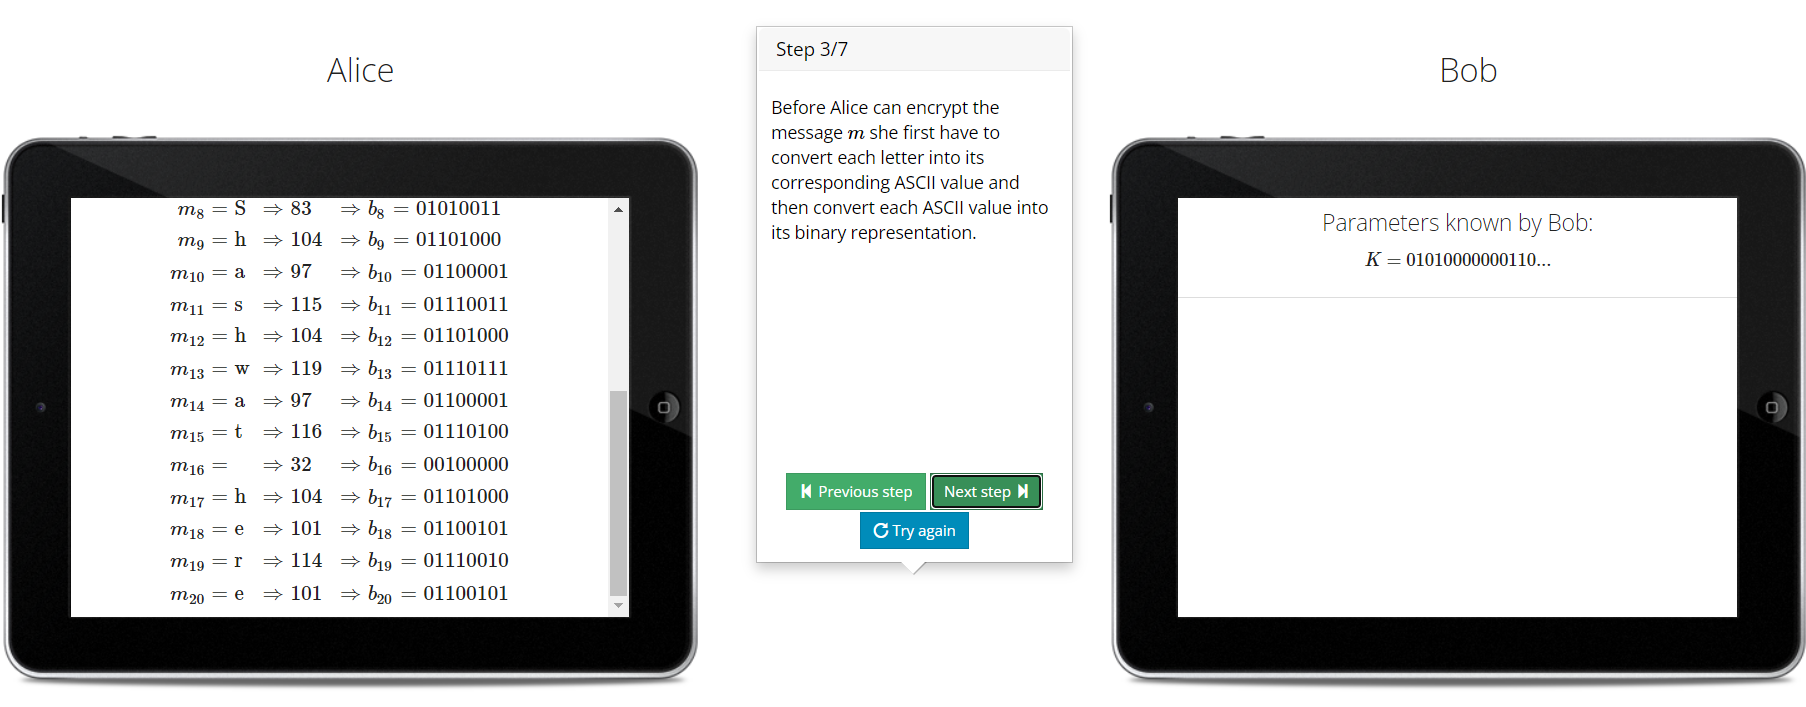 Alice
m₈ = S ⇒ 83 ⇒ b₈ = 01010011
m₉ = h ⇒ 104 ⇒ b₉ = 01101000
m₁₀ = a ⇒ 97 ⇒ b₁₀ = 01100001
m₁₁ = s ⇒ 115 ⇒ b₁₁ = 01110011
m₁₂ = h ⇒ 104 ⇒ b₁₂ = 01101000
m₁₃ = w ⇒ 119 ⇒ b₁₃ = 01110111
m₁₄ = a ⇒ 97 ⇒ b₁₄ = 01100001
m₁₅ = t ⇒ 116 ⇒ b₁₅ = 01110100
m₁₆ = ⇒ 32 ⇒ b₁₆ = 00100000
m₁₇ = h ⇒ 104 ⇒ b₁₇ = 01101000
m₁₈ = e ⇒ 101 ⇒ b₁₈ = 01100101
m₁₉ = r ⇒ 114 ⇒ b₁₉ = 01110010
m₂₀ = e ⇒ 101 ⇒ b₂₀ = 01100101
Step 3/7
Before Alice can encrypt the
message m she first have to
convert each letter into its
corresponding ASCII value and
then convert each ASCII value into
its binary representation.
Previous step Next step
Try again
Bob
Parameters known by Bob:
K = 01010000000110...